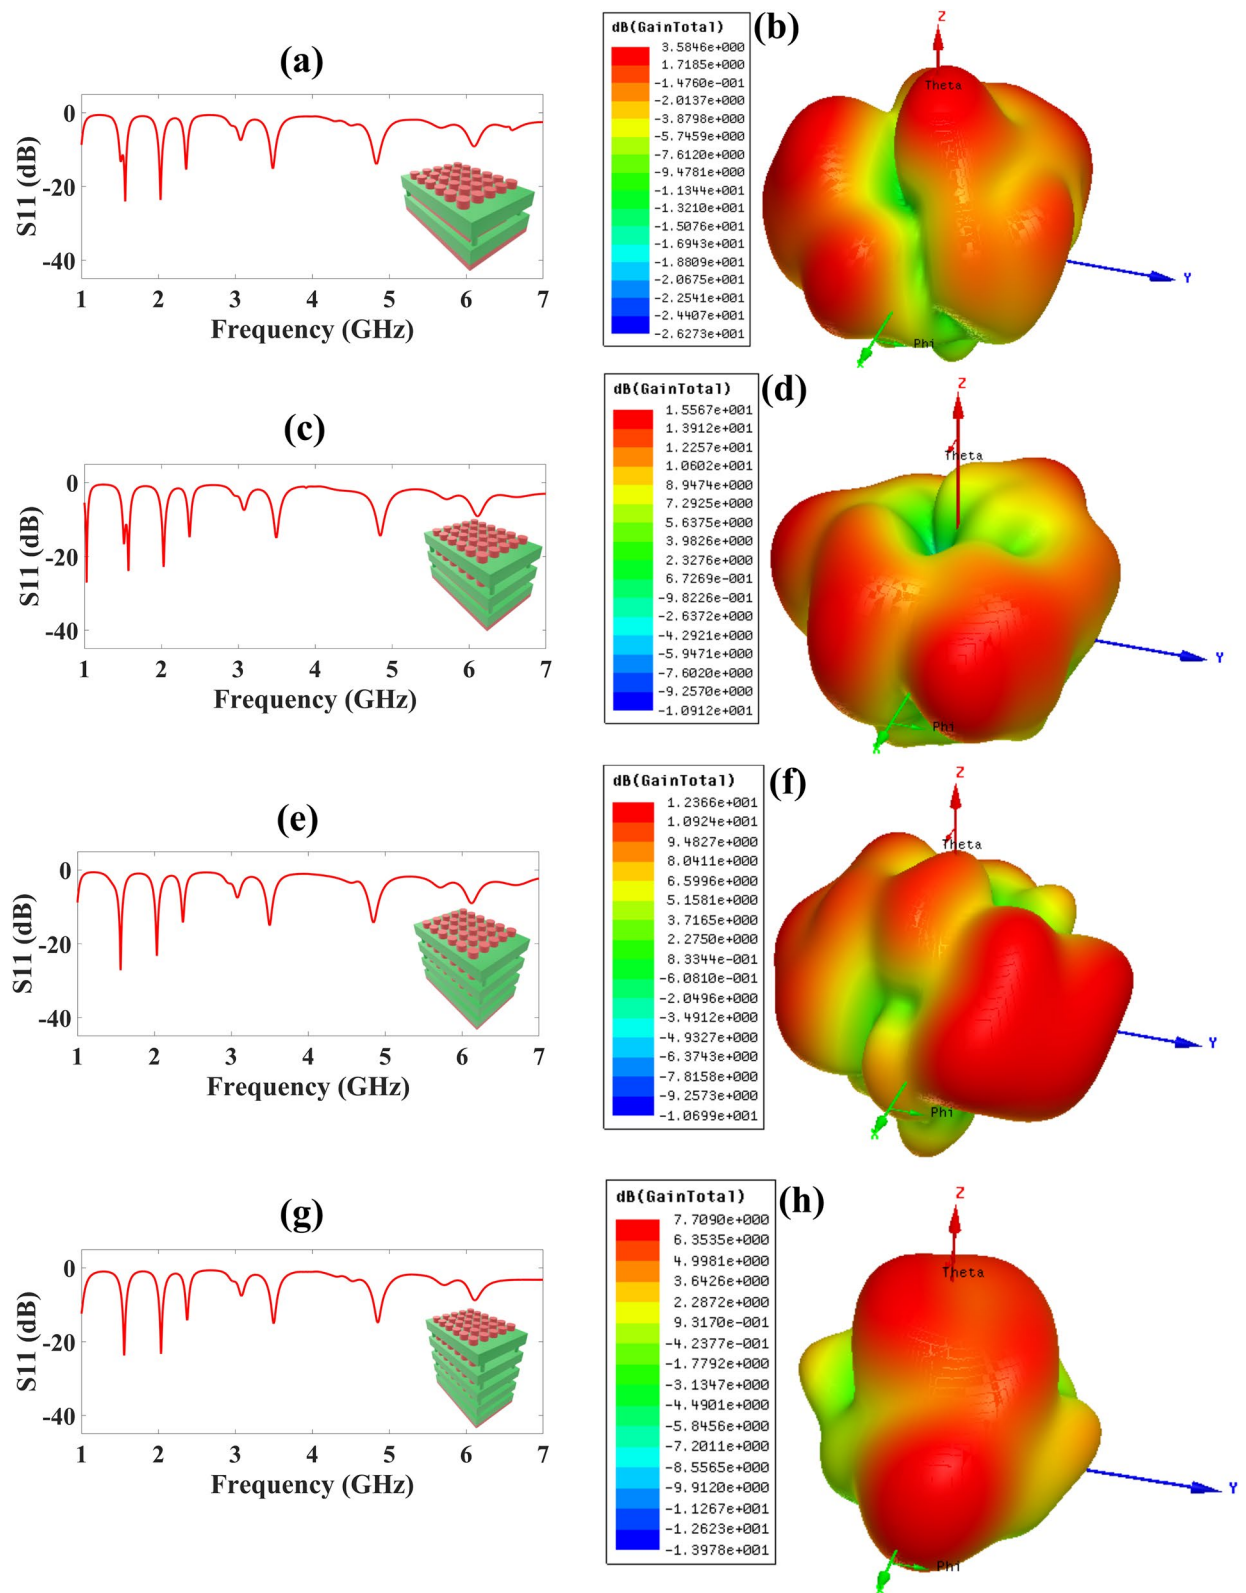 (a)
0
-20
-40
S11 (dB)
1 2 3 4 5 6 7
Frequency (GHz)
dB(GainTotal)
3.5846e+000
1.7185e+000
-1.4760e-001
-2.0137e+000
-3.8798e+000
-5.7459e+000
-7.6120e+000
-9.4781e+000
-1.1344e+001
-1.3210e+001
-1.5076e+001
-1.6943e+001
-1.8809e+001
-2.0675e+001
-2.2541e+001
-2.4407e+001
-2.6273e+001
(b)
Z
Theta
Y
Phi
X
(c)
0
-20
-40
S11 (dB)
1 2 3 4 5 6 7
Frequency (GHz)
dB(GainTotal)
1.5567e+001
1.3912e+001
1.2257e+001
1.0602e+001
8.9474e+000
7.2925e+000
5.6375e+000
3.9826e+000
2.3276e+000
6.7269e-001
-9.8226e-001
-2.6372e+000
-4.2921e+000
-5.9471e+000
-7.6020e+000
-9.2570e+000
-1.0912e+001
(d)
Z
Theta
Y
Phi
X
(e)
0
-20
-40
S11 (dB)
1 2 3 4 5 6 7
Frequency (GHz)
dB(GainTotal)
1.2366e+001
1.0924e+001
9.4827e+000
8.0411e+000
6.5996e+000
5.1581e+000
3.7165e+000
2.2750e+000
8.3344e-001
-6.0810e-001
-2.0496e+000
-3.4912e+000
-4.9327e+000
-6.3743e+000
-7.8158e+000
-9.2573e+000
-1.0699e+001
(f)
Z
Theta
Y
Phi
X
(g)
0
-20
-40
S11 (dB)
1 2 3 4 5 6 7
Frequency (GHz)
dB(GainTotal)
7.7090e+000
6.3535e+000
4.9981e+000
3.6426e+000
2.2872e+000
9.3170e-001
-4.2377e-001
-1.7792e+000
-3.1347e+000
-4.4901e+000
-5.8456e+000
-7.2011e+000
-8.5565e+000
-9.9120e+000
-1.1267e+001
-1.2623e+001
-1.3978e+001
(h)
Z
Theta
Y
Phi
X